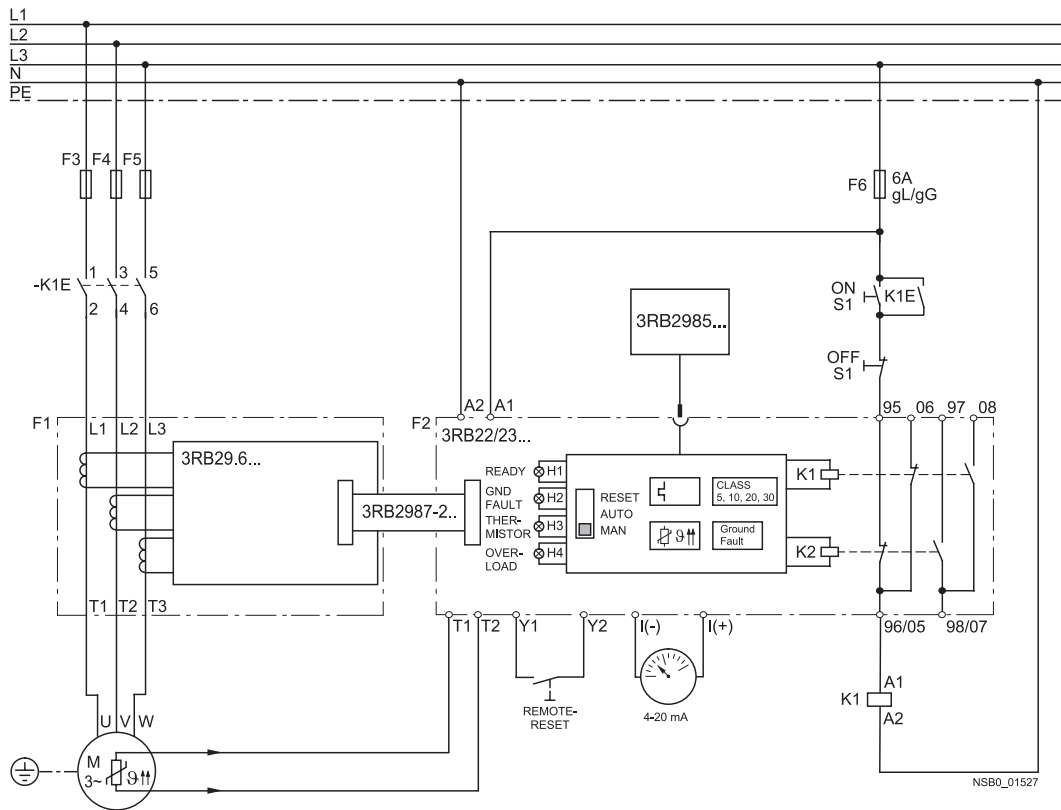 L1
L2
L3
N
PE
F3 F4 F5
F6 6A
gL/gG
-K1E 1 3 5
2 4 6
ON
S1
K1E
3RB2985...
OFF
S1
F1 L1 L2 L3
F2 A2 A1
95 06 97 08
3RB22/23...
3RB29.6...
READY H1
GND
FAULT H2
THER-
MISTOR H3
OVER-
LOAD H4
RESET
AUTO
MAN
CLASS
5, 10, 20, 30
ϑ
Ground
Fault
K1
K2
3RB2987-2..
T1 T2 T3
T1 T2 Y1 Y2 I(-) I(+)
96/05 98/07
REMOTE-
RESET
4-20 mA
K1 A1
A2
U V W
M
3~
ϑ
NSB0_01527